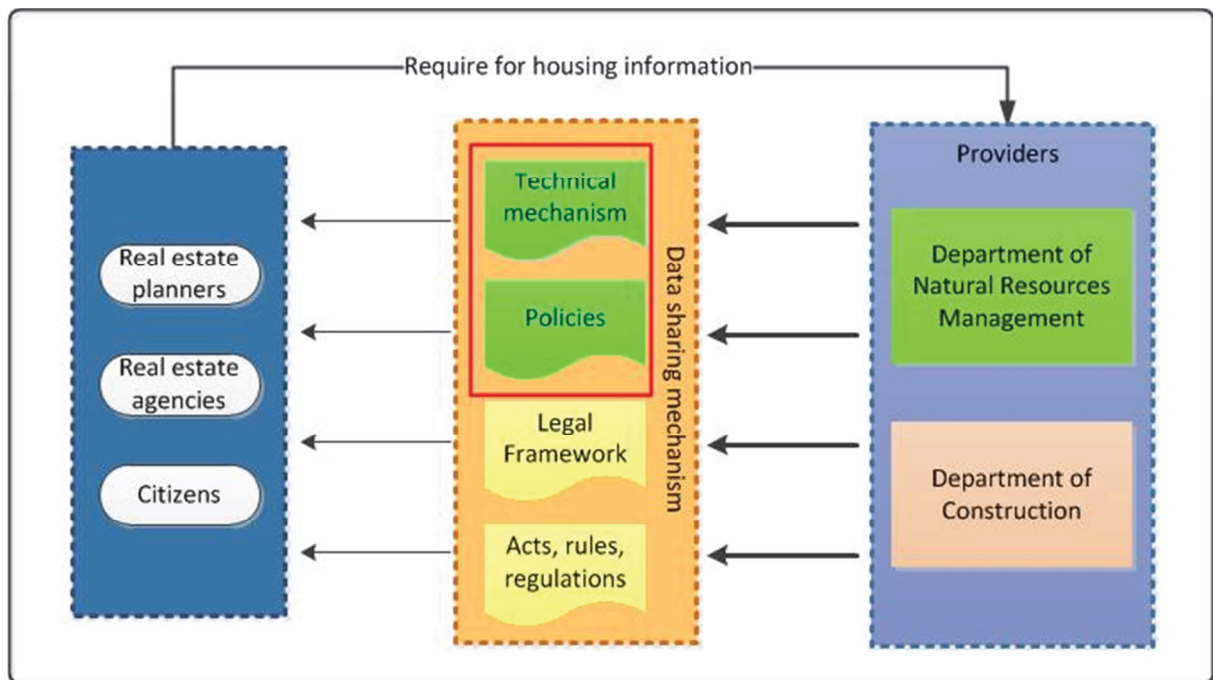 Require for housing information
Real estate
planners
Real estate
agencies
Citizens
Technical
mechanism
Policies
Legal
Framework
Acts, rules,
regulations
Data sharing mechanism
Providers
Department of
Natural Resources
Management
Department of
Construction